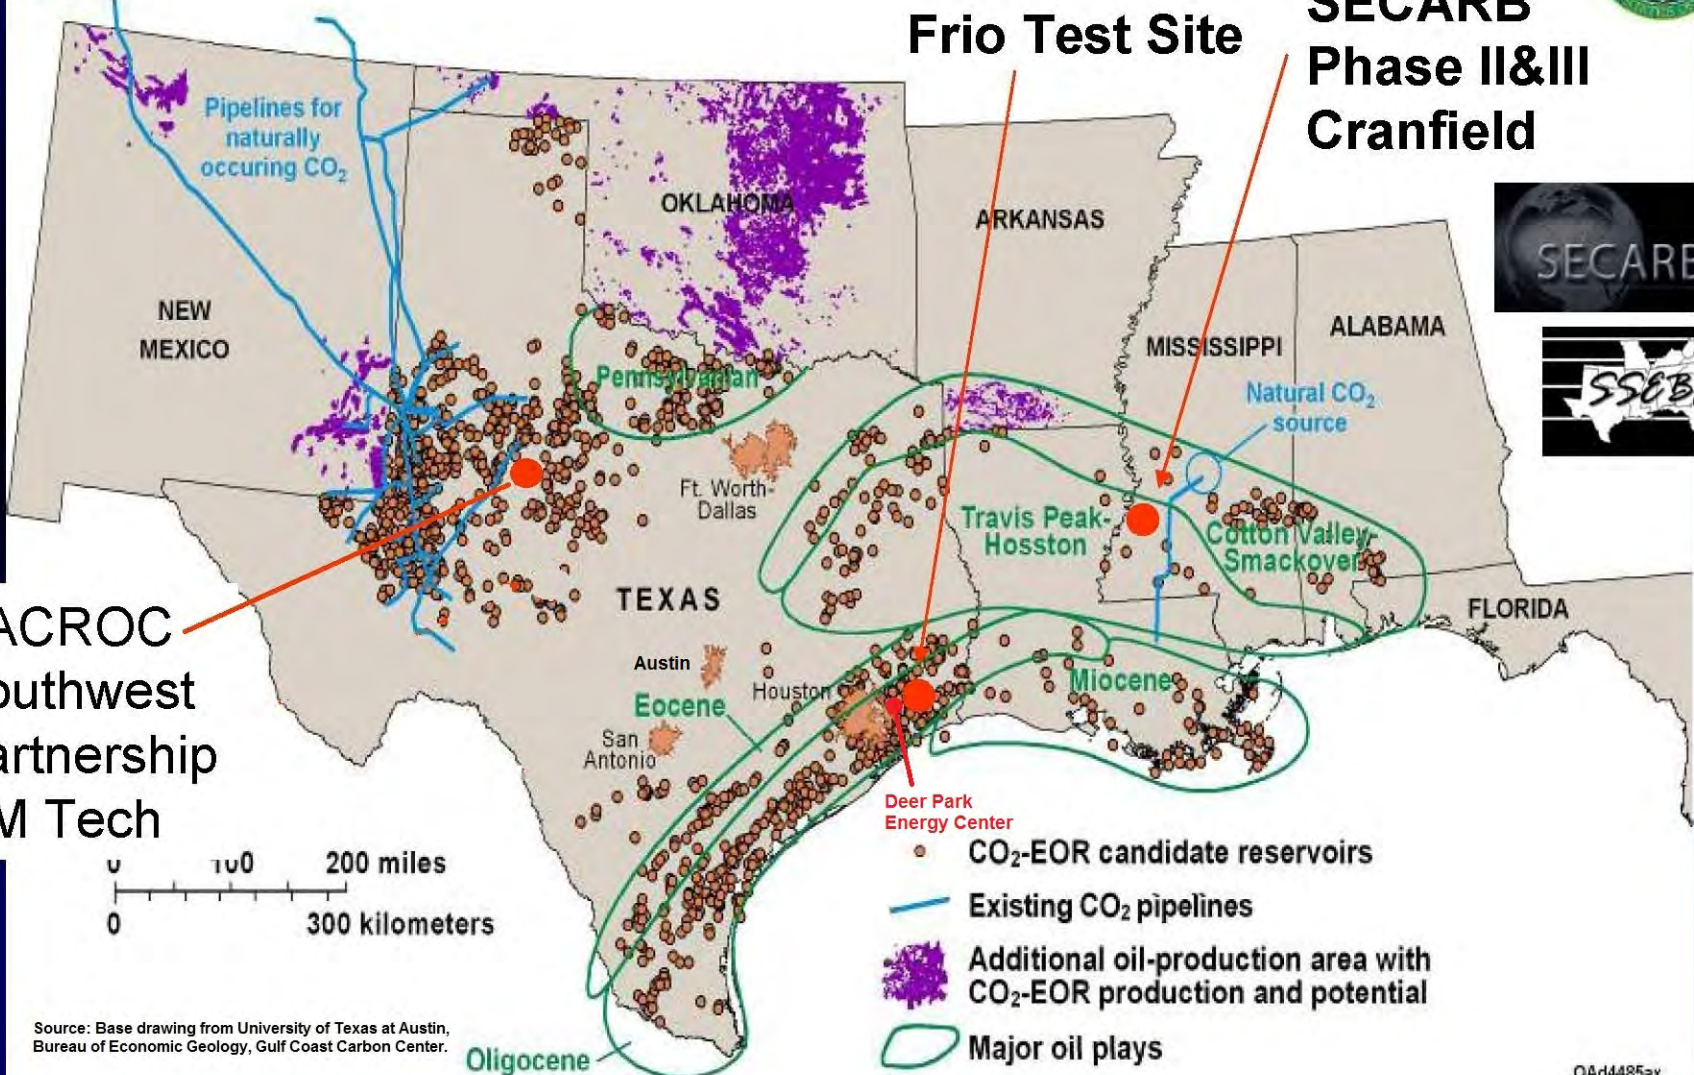 Frio Test Site
SECARB
Phase II&III
Cranfield
Pipelines for
naturally
occuring CO₂
OKLAHOMA
ARKANSAS
SECARB
NEW
MEXICO
MISSISSIPPI
ALABAMA
SSEB
Pennsylvanian
Natural CO₂
source
Ft. Worth-
Dallas
Travis Peak-
Hosston
Cotton Valley-
Smackover
TEXAS
FLORIDA
ACROC
outhwest
artnership
M Tech
Austin
Houston
Eocene
Miocene
San
Antonio
Deer Park
Energy Center
0 100 200 miles
0 300 kilometers
CO₂-EOR candidate reservoirs
Existing CO₂ pipelines
Additional oil-production area with
CO₂-EOR production and potential
Major oil plays
Source: Base drawing from University of Texas at Austin,
Bureau of Economic Geology, Gulf Coast Carbon Center.
Oligocene
QAd4485ax